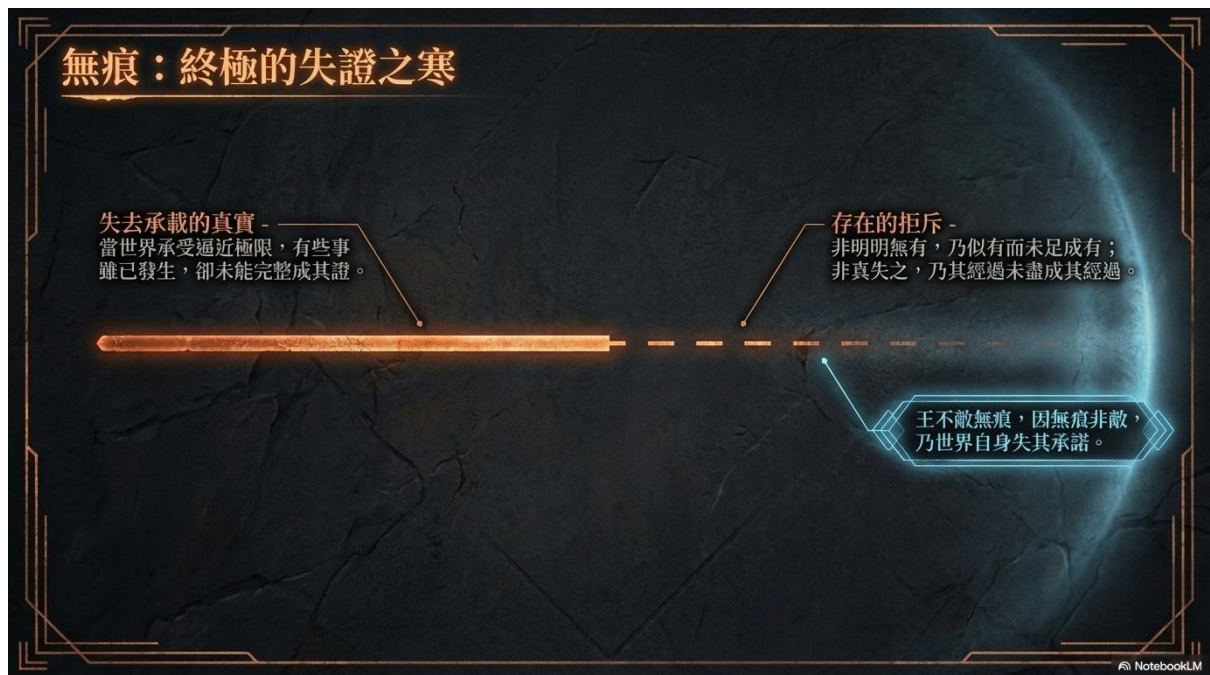 無痕：終極的失證之寒
失去承載的真實 -
當世界承受逼近極限，有些事
雖已發生，卻未能完整成其證。
存在的拒斥 -
非明明無有，乃似有而未足成有；
非真失之，乃其經過未盡成其經過。
王不敵無痕，因無痕非敵，
乃世界自身失其承諾。
NotebookLM